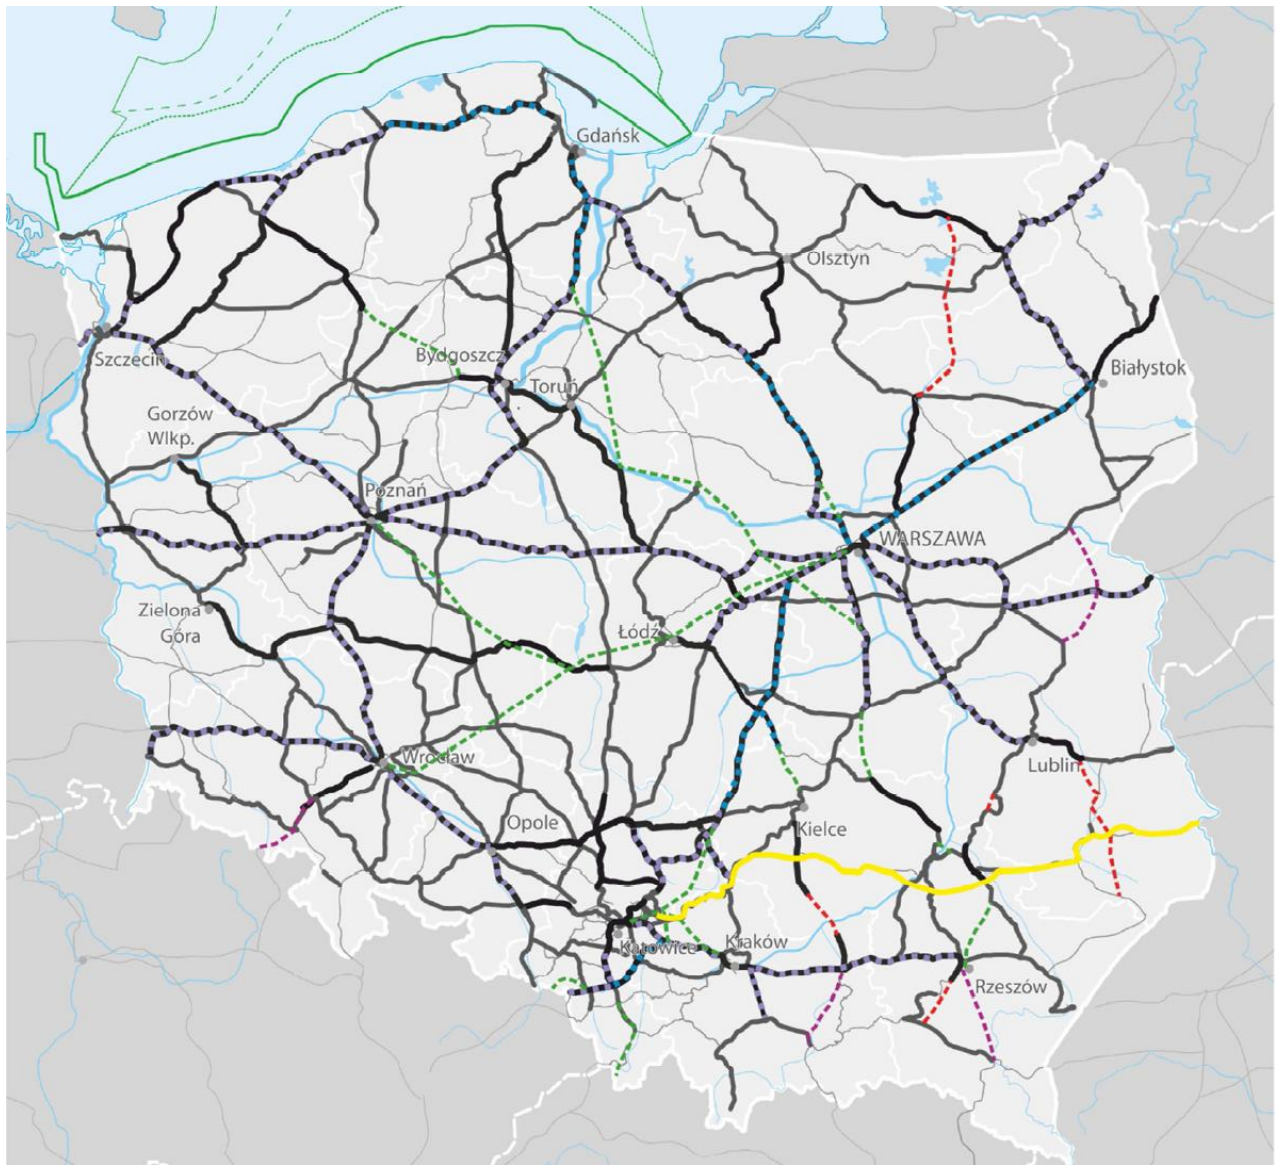 Gdańsk
Olsztyn
Szczecin
Bydgoszcz
Toruń
Białystok
Gorzów
Wlkp.
Poznań
WARSZAWA
Zielona
Góra
Łódź
Wrocław
Lublin
Opole
Kielce
Katowice
Kraków
Rzeszów